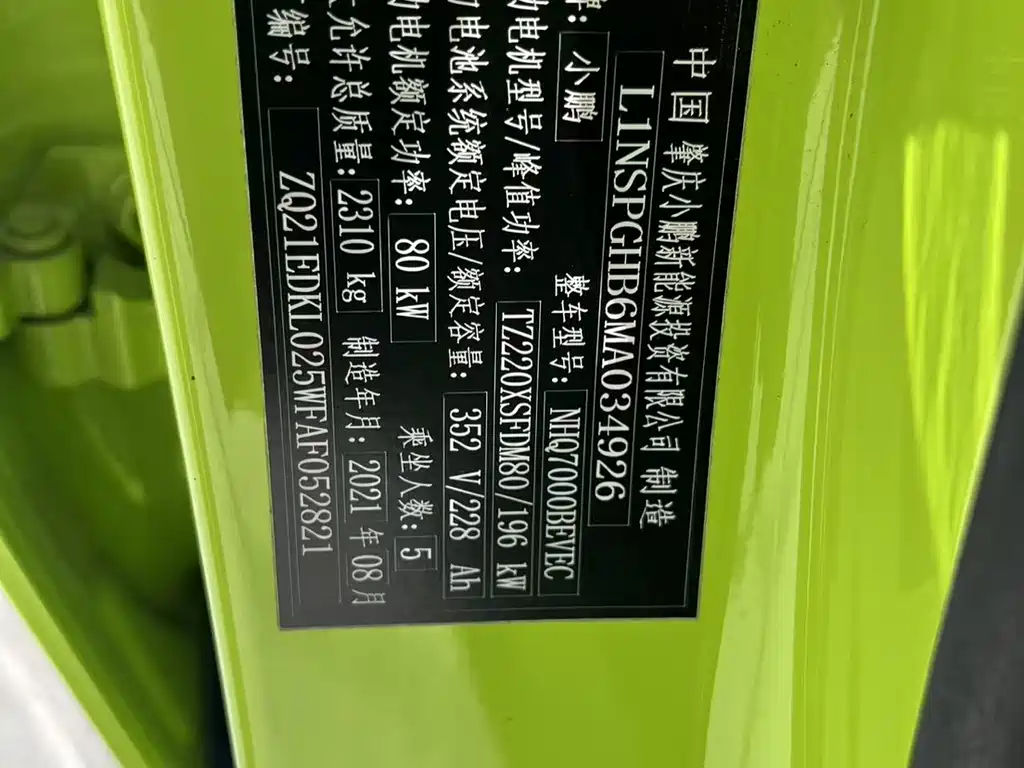 中国 肇庆小鹏新能源投资有限公司 制造
L1NSPGHB6MA034926
牌: 小鹏 整车型号: NHQ7000BEVEC
动电机型号/峰值功率: TZ220XSFDM80/196 kW
力电池系统额定电压/额定容量: 352 V/228 Ah
动电机额定功率: 80 kW 乘坐人数: 5
大允许总质量: 2310 kg 制造年月: 2021 年 08 月
编号: ZQ21EDKL025WFAF052821